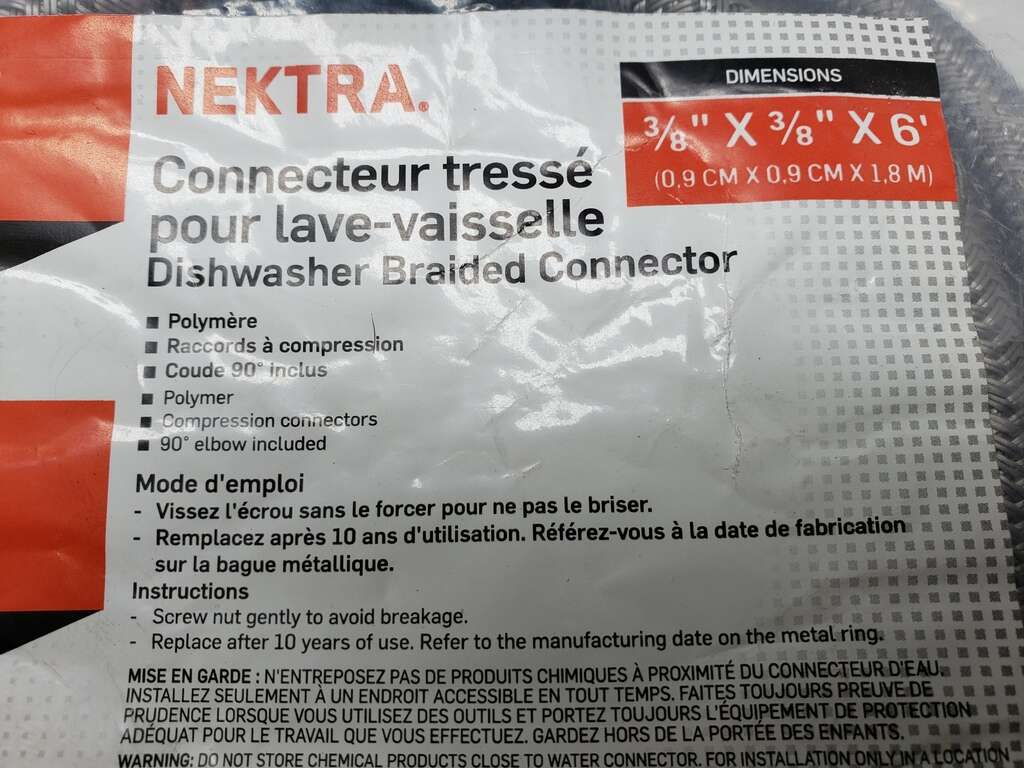 NEKTRA.
DIMENSIONS
3/8" X 3/8" X 6'
(0,9 CM X 0,9 CM X 1,8 M)
Connecteur tressé
pour lave-vaisselle
Dishwasher Braided Connector
■ Polymère
■ Raccords à compression
■ Coude 90° inclus
■ Polymer
■ Compression connectors
■ 90° elbow included
Mode d'emploi
- Vissez l'écrou sans le forcer pour ne pas le briser.
- Remplacez après 10 ans d'utilisation. Référez-vous à la date de fabrication
sur la bague métallique.
Instructions
- Screw nut gently to avoid breakage.
- Replace after 10 years of use. Refer to the manufacturing date on the metal ring.
MISE EN GARDE : N'ENTREPOSEZ PAS DE PRODUITS CHIMIQUES À PROXIMITÉ DU CONNECTEUR D'EAU.
INSTALLEZ SEULEMENT À UN ENDROIT ACCESSIBLE EN TOUT TEMPS. FAITES TOUJOURS PREUVE DE
PRUDENCE LORSQUE VOUS UTILISEZ DES OUTILS ET PORTEZ TOUJOURS L'ÉQUIPEMENT DE PROTECTION
ADÉQUAT POUR LE TRAVAIL QUE VOUS EFFECTUEZ. GARDEZ HORS DE LA PORTÉE DES ENFANTS.
WARNING: DO NOT STORE CHEMICAL PRODUCTS CLOSE TO WATER CONNECTOR. FOR INSTALLATION ONLY IN A LOCATION